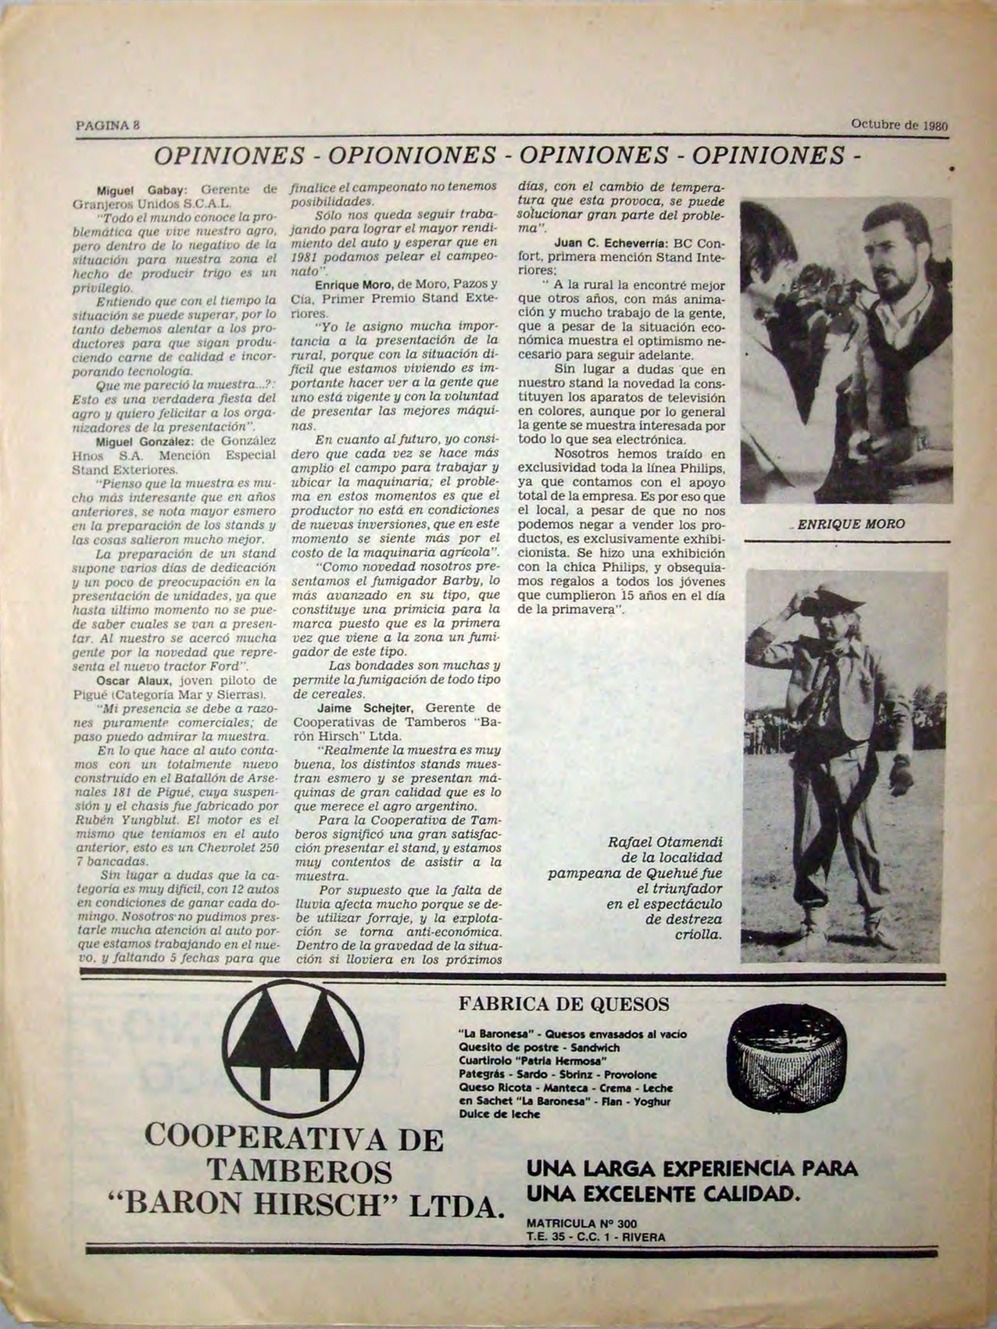 PAGINA 8
Octubre de 1980
OPINIONES - OPIONIONES - OPINIONES - OPINIONES -
Miguel Gabay: Gerente de
Granjeros Unidos S.C.A.L.
"Todo el mundo conoce la pro-
blemática que vive nuestro agro,
pero dentro de lo negativo de la
situación para nuestra zona el
hecho de producir trigo es un
privilegio.
Entiendo que con el tiempo la
situación se puede superar, por lo
tanto debemos alentar a los pro-
ductores para que sigan produ-
ciendo carne de calidad e incor-
porando tecnología.
Que me pareció la muestra...?:
Esto es una verdadera fiesta del
agro y quiero felicitar a los orga-
nizadores de la presentación".
Miguel González: de González
Hnos S.A. Mención Especial
Stand Exteriores.
"Pienso que la muestra es mu-
cho más interesante que en años
anteriores, se nota mayor esmero
en la preparación de los stands y
las cosas salieron mucho mejor.
La preparación de un stand
supone varios días de dedicación
y un poco de preocupación en la
presentación de unidades, ya que
hasta último momento no se pue-
de saber cuales se van a presen-
tar. Al nuestro se acercó mucha
gente por la novedad que repre-
senta el nuevo tractor Ford".
Oscar Alaux, joven piloto de
Pigué (Categoría Mar y Sierras).
"Mi presencia se debe a razo-
nes puramente comerciales; de
paso puedo admirar la muestra.
En lo que hace al auto conta-
mos con un totalmente nuevo
construido en el Batallón de Arse-
nales 181 de Pigué, cuya suspen-
sión y el chasis fue fabricado por
Rubén Yungblut. El motor es el
mismo que teníamos en el auto
anterior, esto es un Chevrolet 250
7 bancadas.
Sin lugar a dudas que la ca-
tegoría es muy difícil, con 12 autos
en condiciones de ganar cada do-
mingo. Nosotros no pudimos pres-
tarle mucha atención al auto por-
que estamos trabajando en el nue-
vo, y faltando 5 fechas para que
finalice el campeonato no tenemos
posibilidades.
Sólo nos queda seguir traba-
jando para lograr el mayor rendi-
miento del auto y esperar que en
1981 podamos pelear el campeo-
nato".
Enrique Moro, de Moro, Pazos y
Cía, Primer Premio Stand Exte-
riores.
"Yo le asigno mucha impor-
tancia a la presentación de la
rural, porque con la situación di-
fícil que estamos viviendo es im-
portante hacer ver a la gente que
uno está vigente y con la voluntad
de presentar las mejores máqui-
nas.
En cuanto al futuro, yo consi-
dero que cada vez se hace más
amplio el campo para trabajar y
ubicar la maquinaria; el proble-
ma en estos momentos es que el
productor no está en condiciones
de nuevas inversiones, que en este
momento se siente más por el
costo de la maquinaria agrícola".
"Como novedad nosotros pre-
sentamos el fumigador Barby, lo
más avanzado en su tipo, que
constituye una primicia para la
marca puesto que es la primera
vez que viene a la zona un fumi-
gador de este tipo.
Las bondades son muchas y
permite la fumigación de todo tipo
de cereales.
Jaime Schejter, Gerente de
Cooperativas de Tamberos "Ba-
rón Hirsch" Ltda.
"Realmente la muestra es muy
buena, los distintos stands mues-
tran esmero y se presentan má-
quinas de gran calidad que es lo
que merece el agro argentino.
Para la Cooperativa de Tam-
beros significó una gran satisfac-
ción presentar el stand, y estamos
muy contentos de asistir a la
muestra.
Por supuesto que la falta de
lluvia afecta mucho porque se de-
be utilizar forraje, y la explota-
ción se torna anti-económica.
Dentro de la gravedad de la situa-
ción si lloviera en los próximos
días, con el cambio de tempera-
tura que esta provoca, se puede
solucionar gran parte del proble-
ma".
Juan C. Echeverría: BC Con-
fort, primera mención Stand Inte-
riores;
" A la rural la encontré mejor
que otros años, con más anima-
ción y mucho trabajo de la gente,
que a pesar de la situación eco-
nómica muestra el optimismo ne-
cesario para seguir adelante.
Sin lugar a dudas que en
nuestro stand la novedad la cons-
tituyen los aparatos de televisión
en colores, aunque por lo general
la gente se muestra interesada por
todo lo que sea electrónica.
Nosotros hemos traído en
exclusividad toda la línea Philips,
ya que contamos con el apoyo
total de la empresa. Es por eso que
el local, a pesar de que no nos
podemos negar a vender los pro-
ductos, es exclusivamente exhibi-
cionista. Se hizo una exhibición
con la chica Philips, y obsequia-
mos regalos a todos los jóvenes
que cumplieron 15 años en el día
de la primavera".
ENRIQUE MORO
Rafael Otamendi
de la localidad
pampeana de Quehué fue
el triunfador
en el espectáculo
de destreza
criolla.
COOPERATIVA DE
TAMBEROS
"BARON HIRSCH" LTDA.
FABRICA DE QUESOS
"La Baronesa" - Quesos envasados al vacío
Quesito de postre - Sandwich
Cuartirolo "Patria Hermosa"
Pategrás - Sardo - Sbrinz - Provolone
Queso Ricota - Manteca - Crema - Leche
en Sachet "La Baronesa" - Flan - Yoghur
Dulce de leche
UNA LARGA EXPERIENCIA PARA
UNA EXCELENTE CALIDAD.
MATRICULA Nº 300
T.E. 35 - C.C. 1 - RIVERA